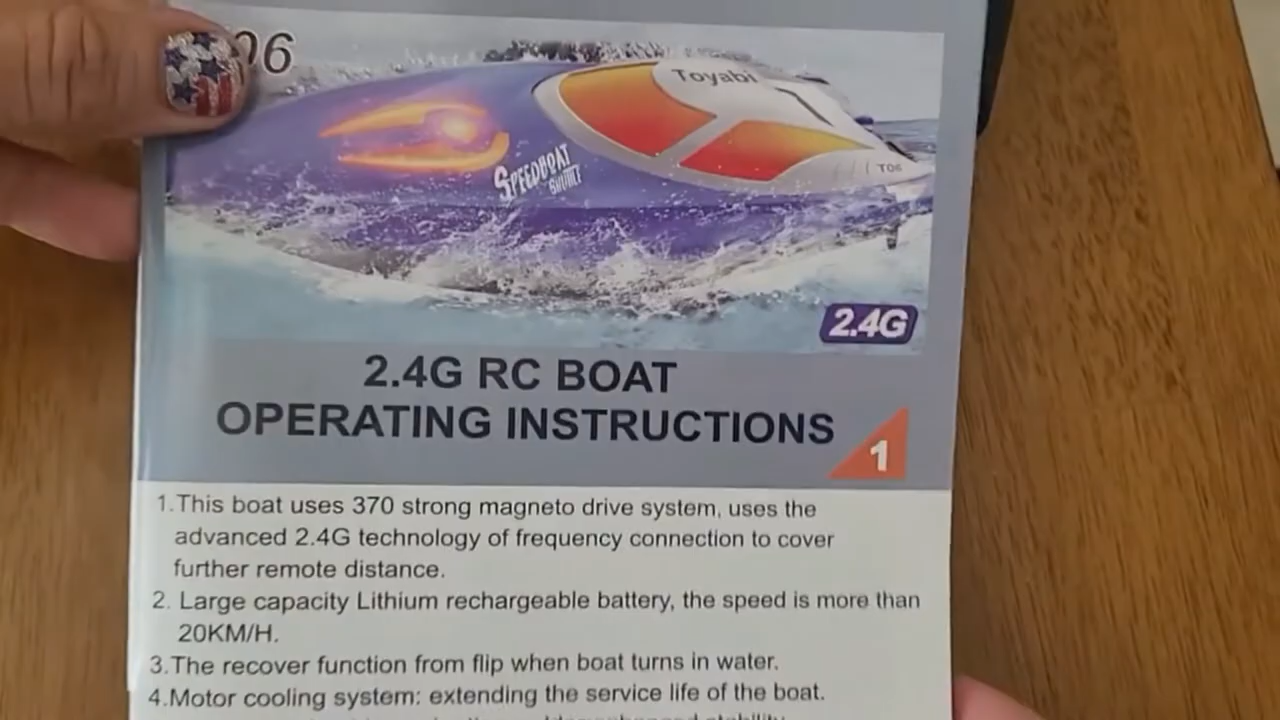 06
Toyabi
SPEEDBOAT
SHUTTLE
T06
2.4G
2.4G RC BOAT
OPERATING INSTRUCTIONS
1
1.This boat uses 370 strong magneto drive system, uses the
advanced 2.4G technology of frequency connection to cover
further remote distance.
2. Large capacity Lithium rechargeable battery, the speed is more than
20KM/H.
3.The recover function from flip when boat turns in water.
4.Motor cooling system: extending the service life of the boat.
stability